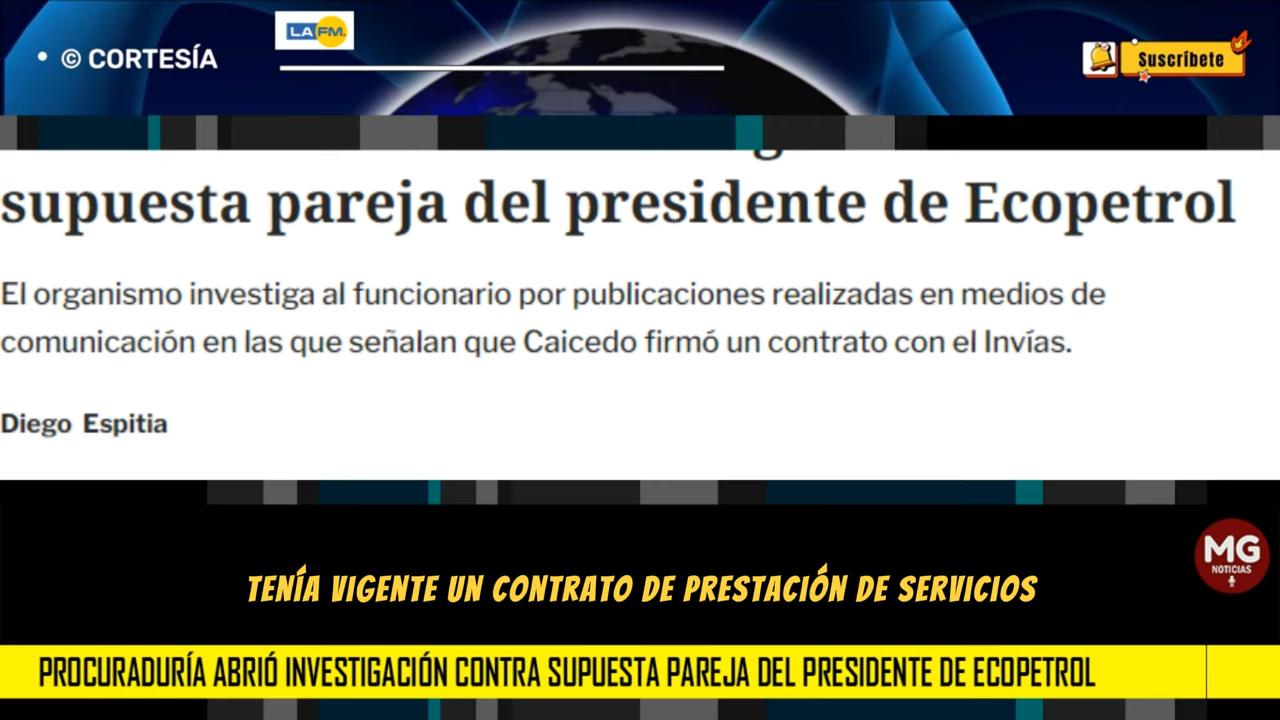 • © CORTESÍA
LA FM.
Suscríbete
supuesta pareja del presidente de Ecopetrol
El organismo investiga al funcionario por publicaciones realizadas en medios de
comunicación en las que señalan que Caicedo firmó un contrato con el Invías.
Diego Espitia
MG
NOTICIAS
TENÍA VIGENTE UN CONTRATO DE PRESTACIÓN DE SERVICIOS
PROCURADURÍA ABRIÓ INVESTIGACIÓN CONTRA SUPUESTA PAREJA DEL PRESIDENTE DE ECOPETROL